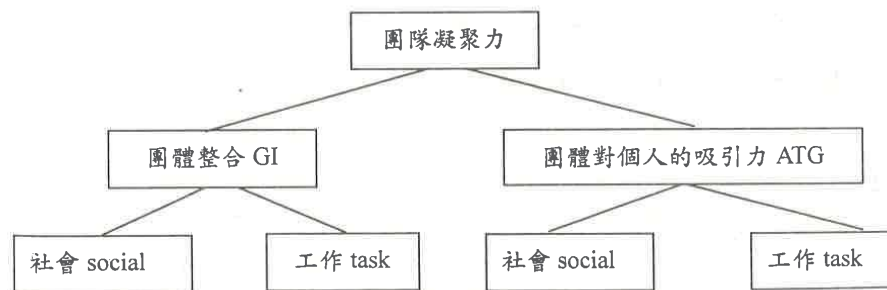 團隊凝聚力
團體整合 GI
團體對個人的吸引力 ATG
社會 social
工作 task
社會 social
工作 task